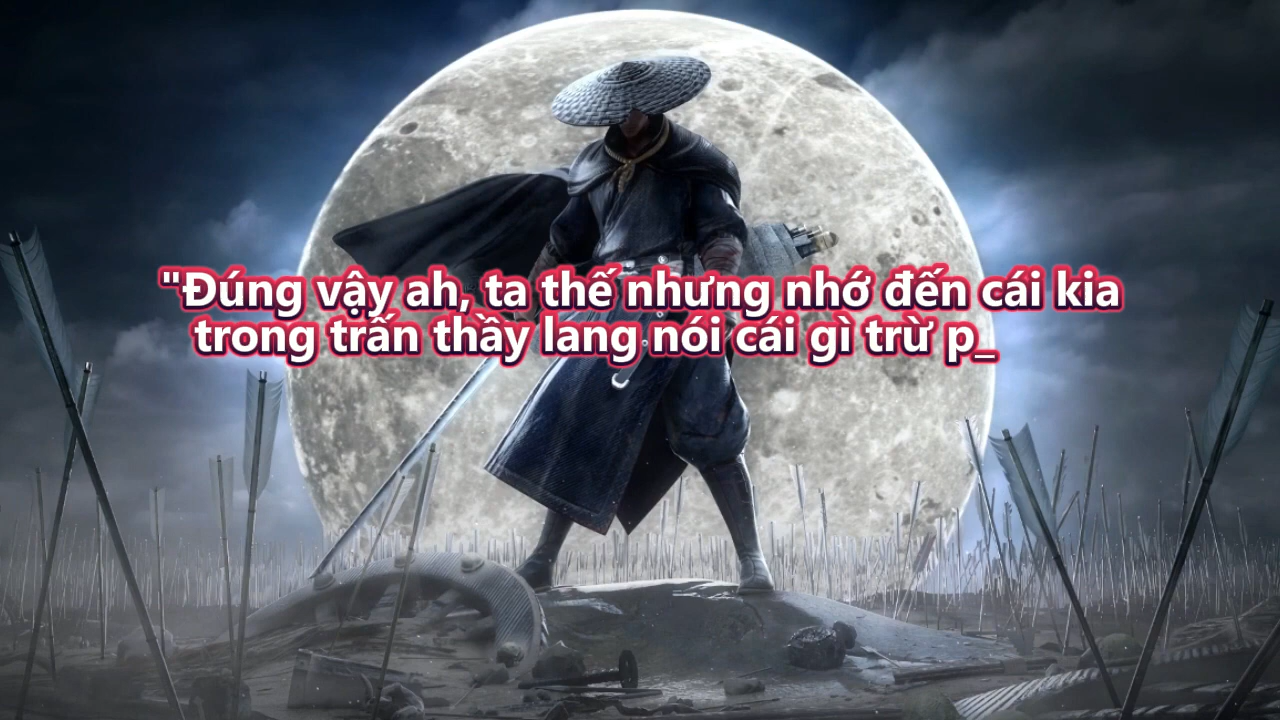 "Đúng vậy ah, ta thế nhưng nhớ đến cái kia
trong trấn thầy lang nói cái gì trừ p_